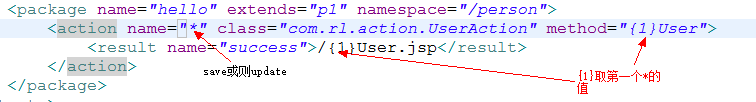 <package name="hello" extends="p1" namespace="/person">
<action name="*" class="com.rl.action.UserAction" method="{1}User">
<result name="success">/{1}User.jsp</result>
</action>
</package>
save或则update
{1}取第一个*的
值